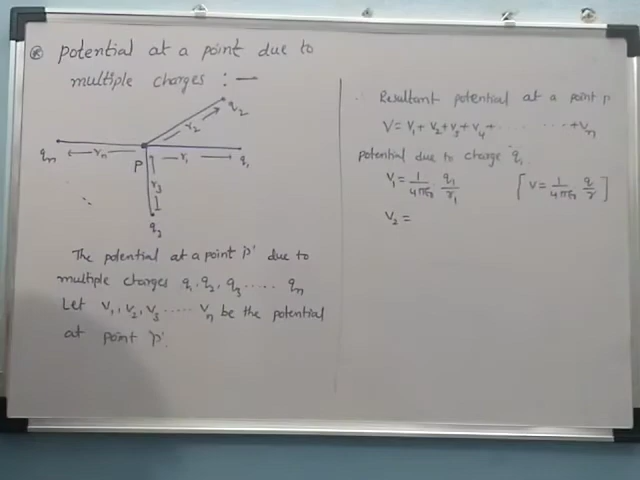 ® potential at a point due to
multiple charges : —
q₂
r₂
qₙ
rₙ
r₁
q₁
P
r₃
q₃
The potential at a point 'p' due to
multiple charges q₁, q₂, q₃ ..... qₙ
Let V₁, V₂, V₃ ..... Vₙ be the potential
at point 'p'.
∴ Resultant potential at a point p
V = V₁ + V₂ + V₃ + V₄ + ..... + Vₙ
potential due to charge q₁
V₁ = 1/4πε₀ q₁/r₁ [ V = 1/4πε₀ q/r ]
V₂ =